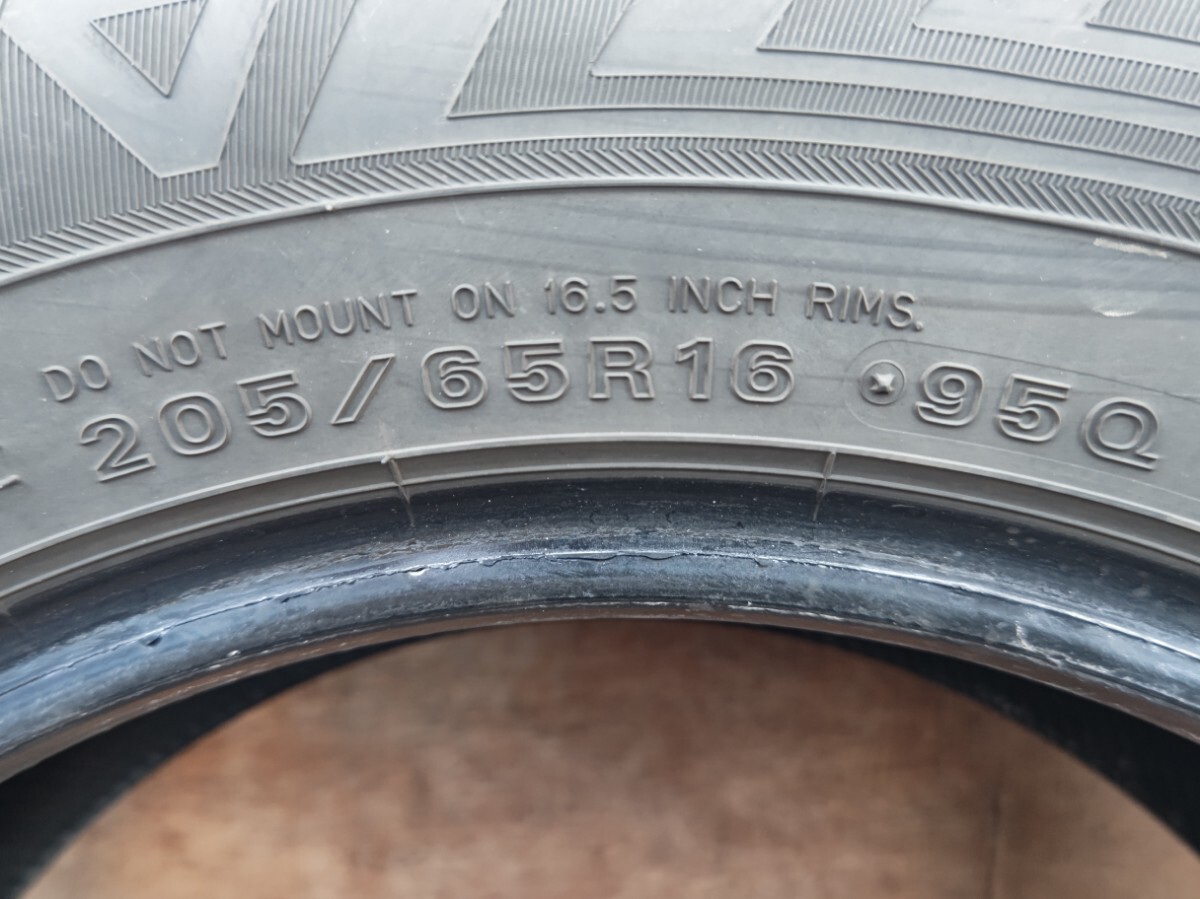 DO NOT MOUNT ON 16.5 INCH RIMS.
205/65R16 95Q